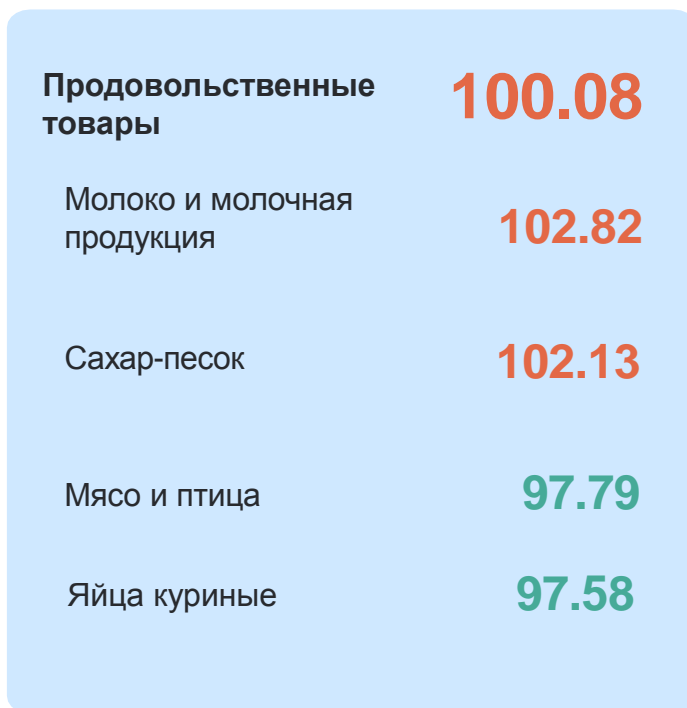 Продовольственные
товары
100.08
Молоко и молочная
продукция
102.82
Сахар-песок
102.13
Мясо и птица
97.79
Яйца куриные
97.58